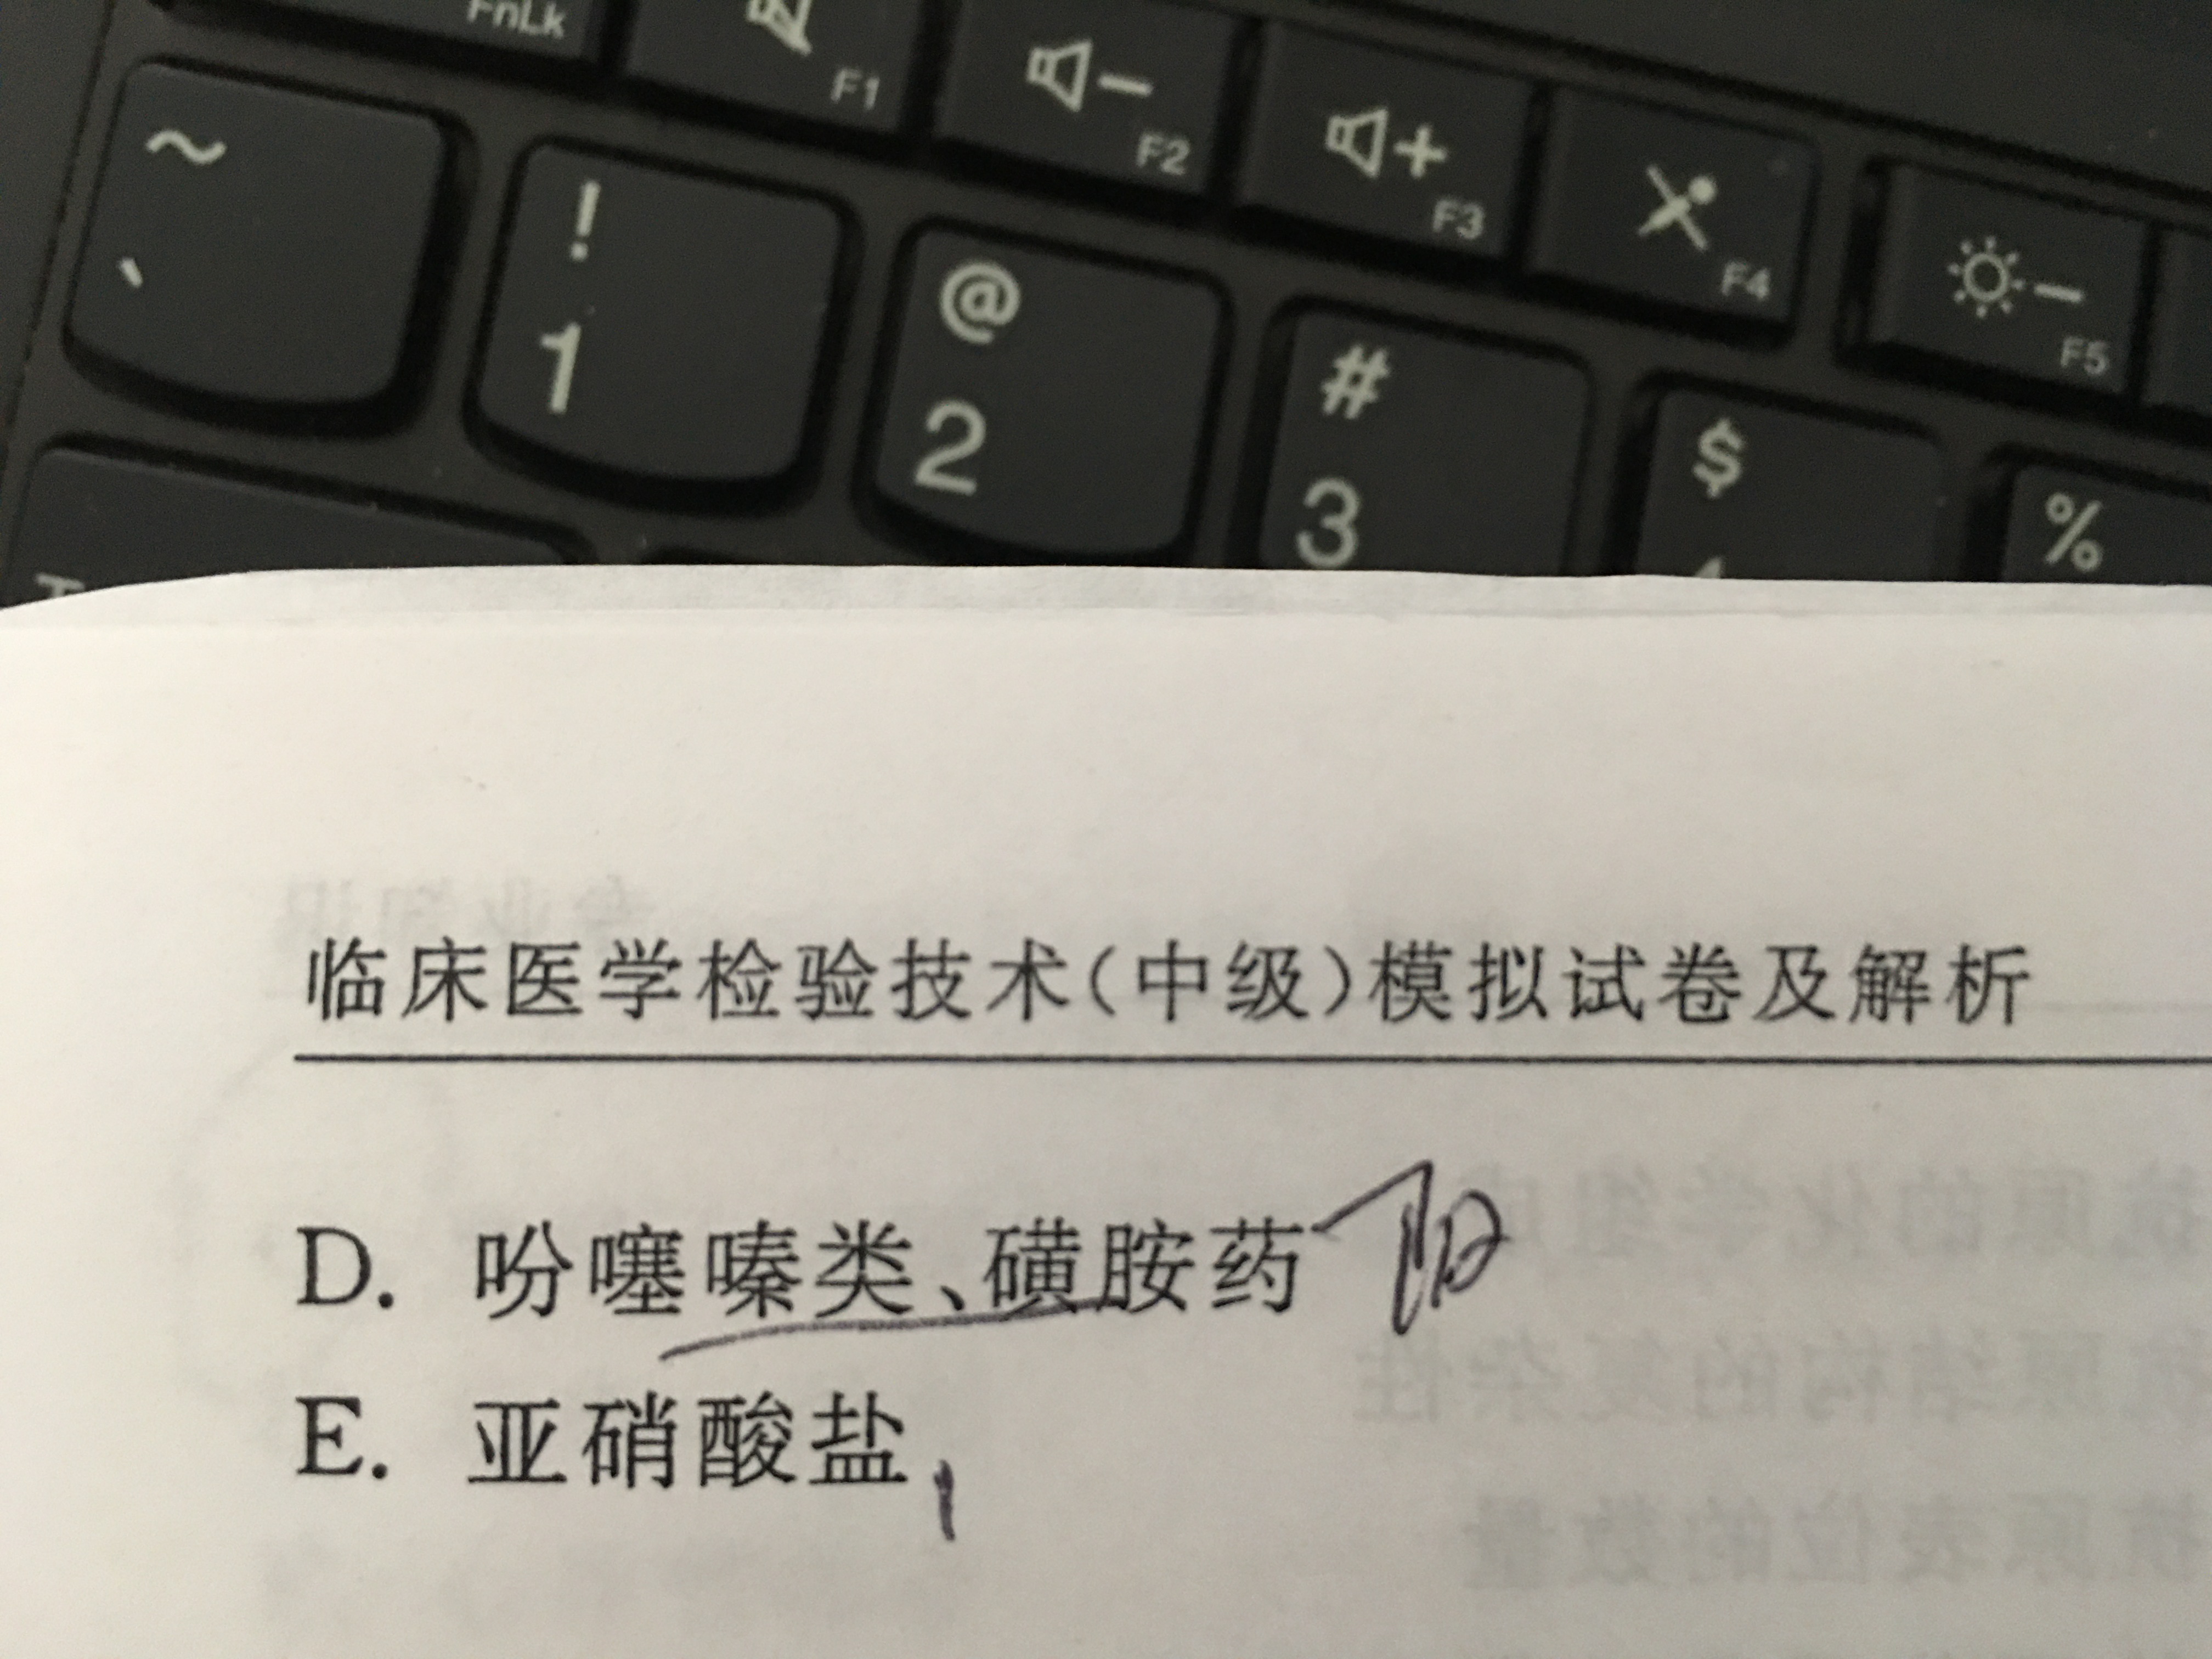 FnLk
F1
F2
F3
F4
F5
~ `
! 1
@ 2
# 3
$
%
临床医学检验技术(中级)模拟试卷及解析
D. 吩噻嗪类、磺胺药 阳
E. 亚硝酸盐